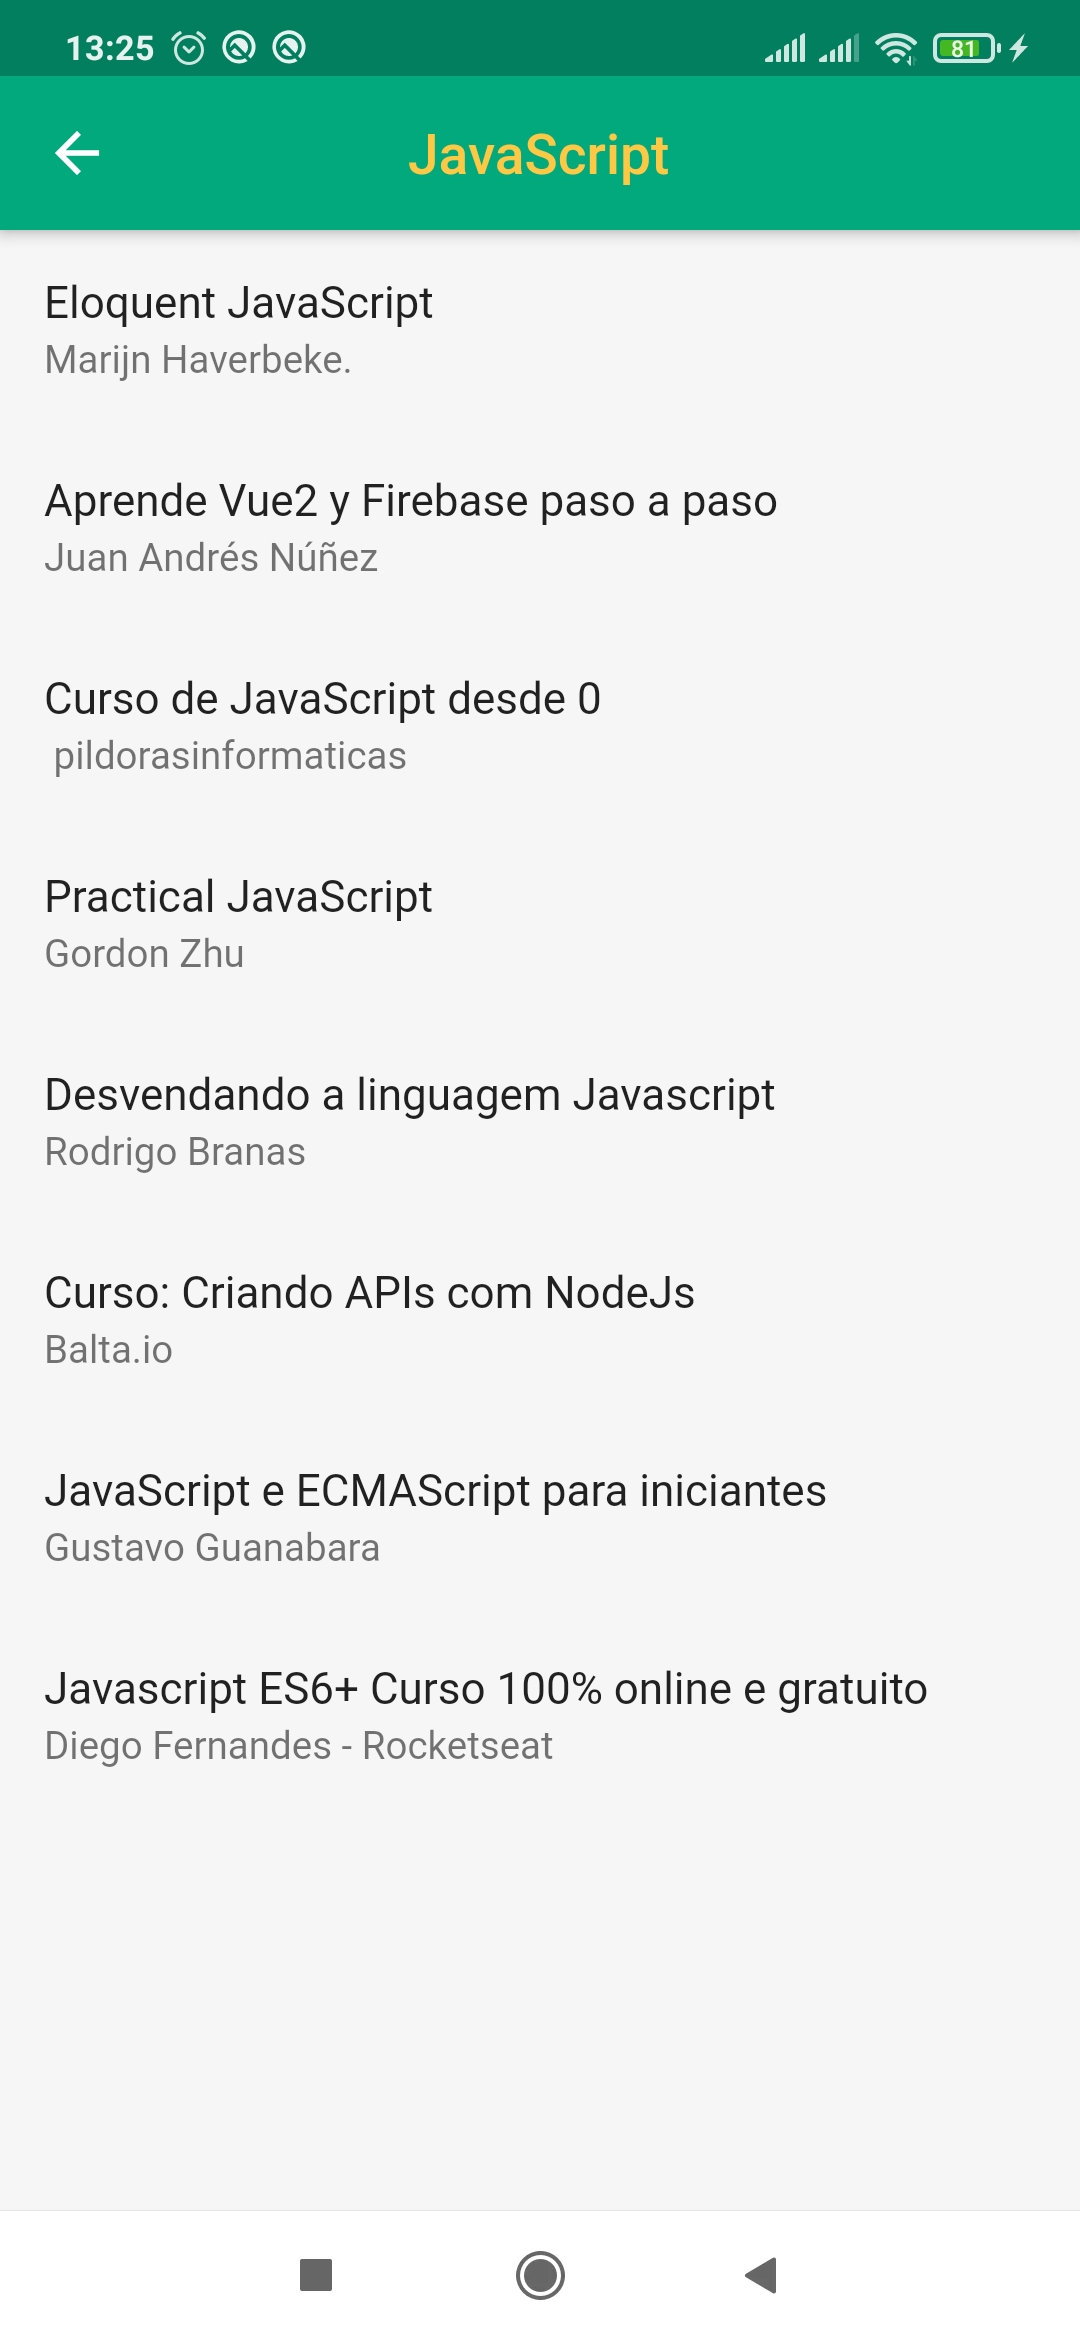 13:25
81
JavaScript
Eloquent JavaScript
Marijn Haverbeke.
Aprende Vue2 y Firebase paso a paso
Juan Andrés Núñez
Curso de JavaScript desde 0
pildorasinformaticas
Practical JavaScript
Gordon Zhu
Desvendando a linguagem Javascript
Rodrigo Branas
Curso: Criando APIs com NodeJs
Balta.io
JavaScript e ECMAScript para iniciantes
Gustavo Guanabara
Javascript ES6+ Curso 100% online e gratuito
Diego Fernandes - Rocketseat